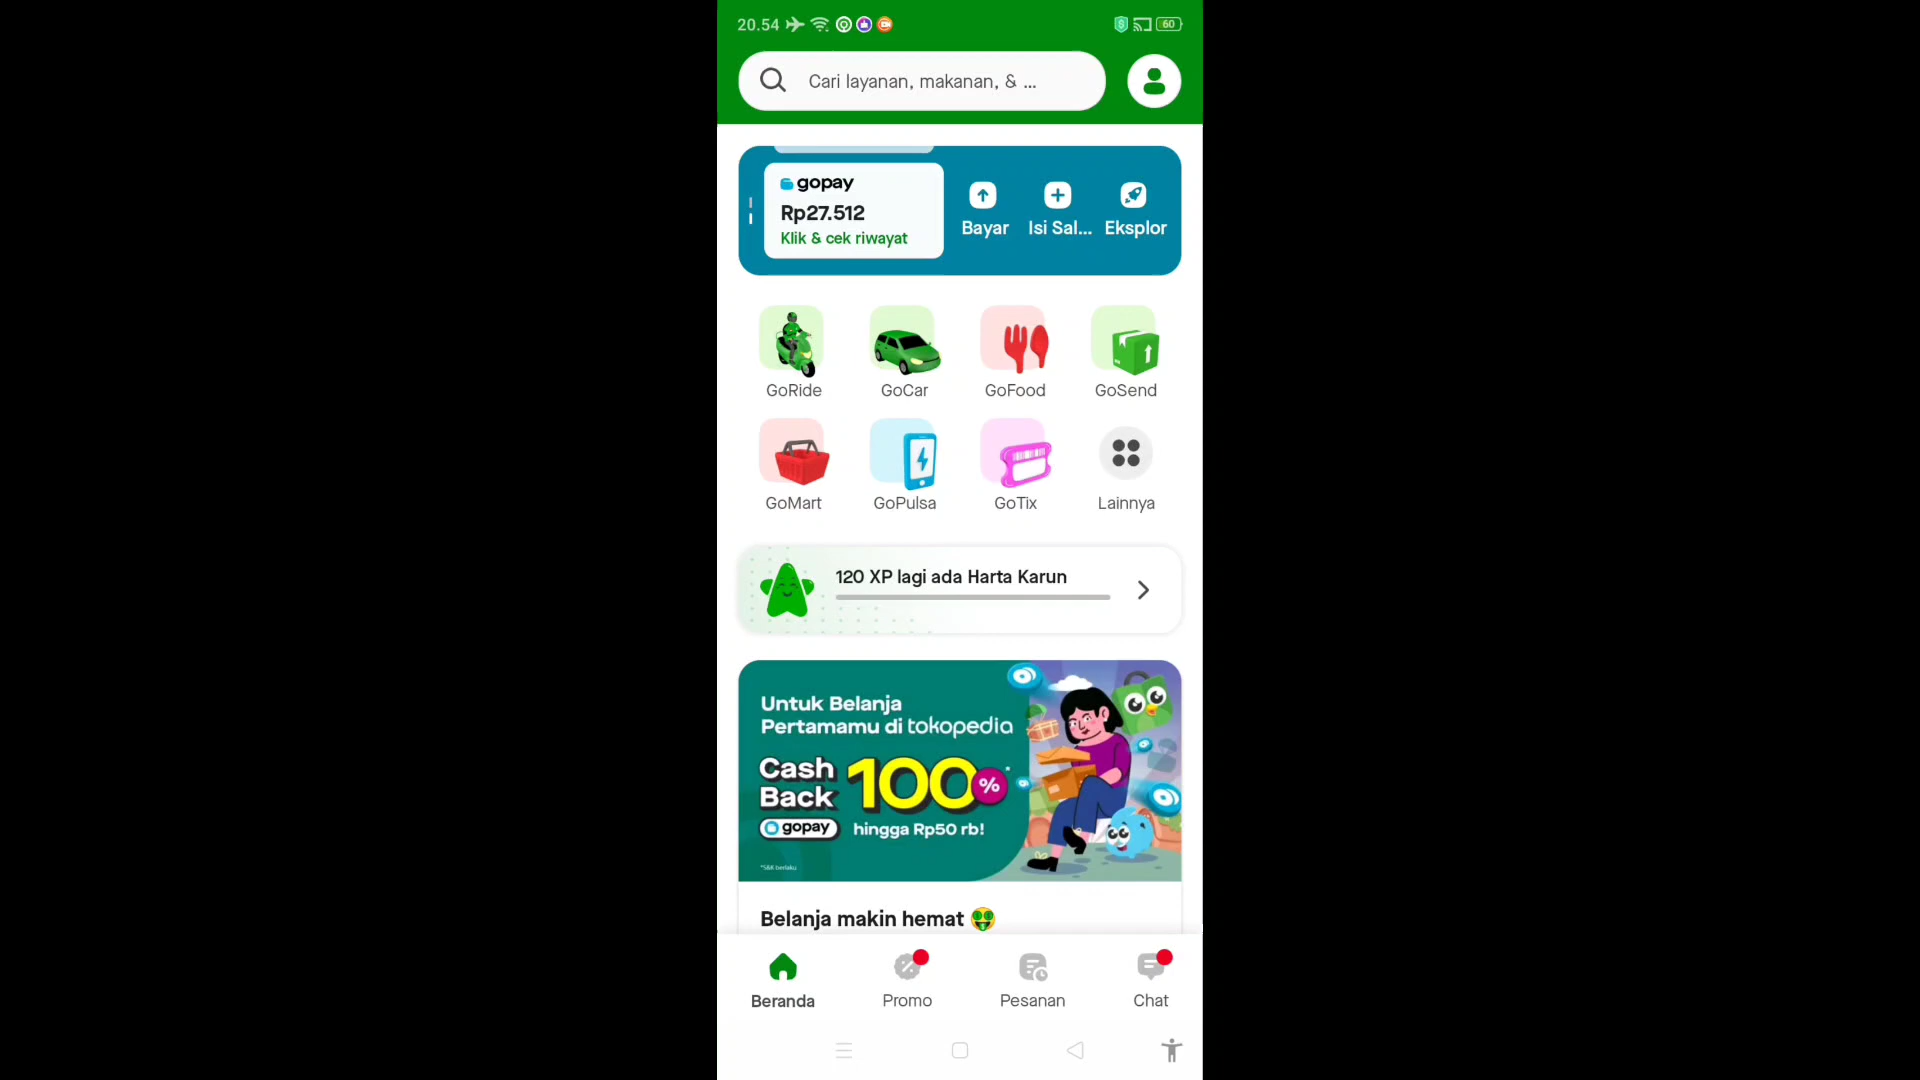 20.54
60
Cari layanan, makanan, & ...
gopay
Rp27.512
Klik & cek riwayat
Bayar
Isi Sal...
Eksplor
GoRide
GoCar
GoFood
GoSend
GoMart
GoPulsa
GoTix
Lainnya
120 XP lagi ada Harta Karun
Untuk Belanja
Pertamamu di tokopedia
Cash
Back
100%*
gopay
hingga Rp50 rb!
*S&K berlaku
Belanja makin hemat 🤑
Beranda
Promo
Pesanan
Chat